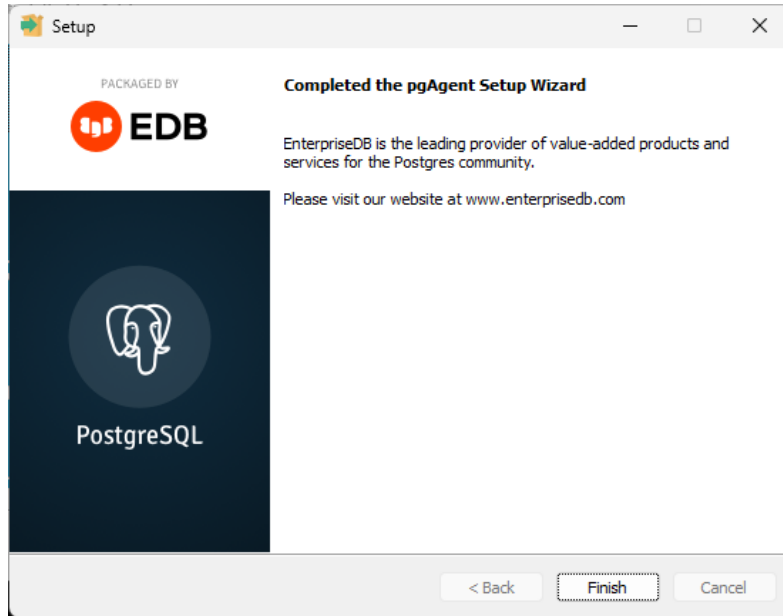 Setup
PACKAGED BY
EDB
Completed the pgAgent Setup Wizard
EnterpriseDB is the leading provider of value-added products and
services for the Postgres community.
Please visit our website at www.enterprisedb.com
PostgreSQL
< Back
Finish
Cancel